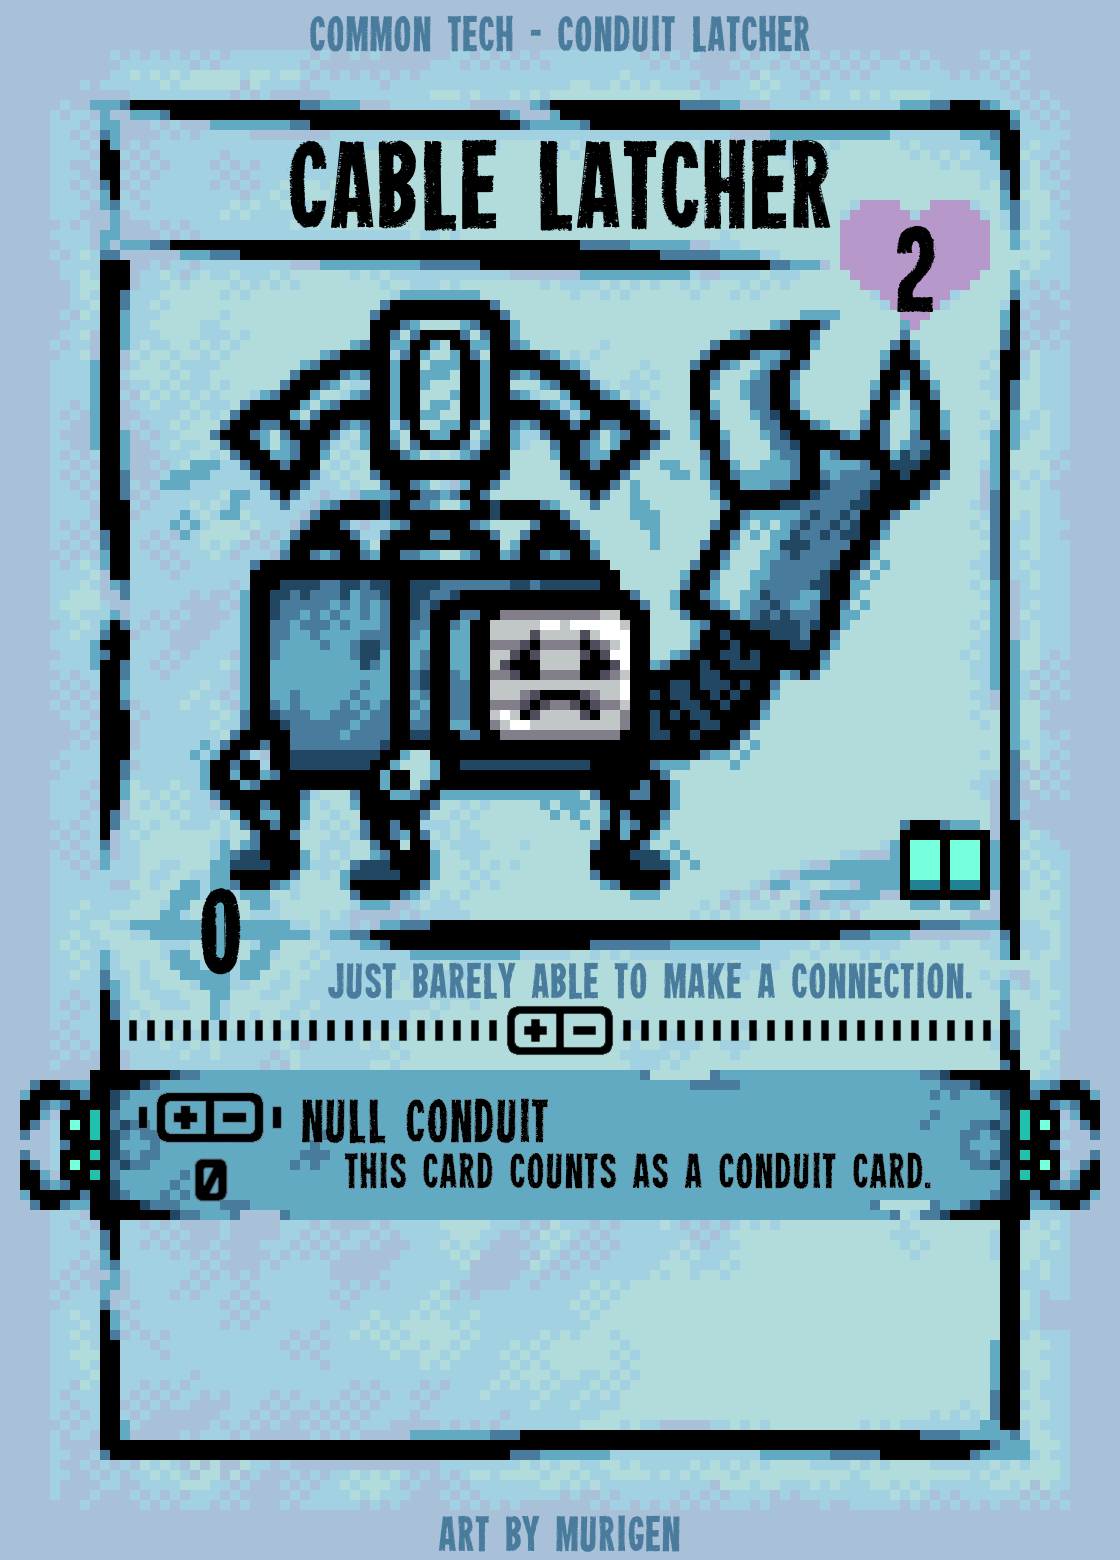 COMMON TECH - CONDUIT LATCHER
CABLE LATCHER
2
0
JUST BARELY ABLE TO MAKE A CONNECTION.
+ -
+ - NULL CONDUIT
0 THIS CARD COUNTS AS A CONDUIT CARD.
ART BY MURIGEN